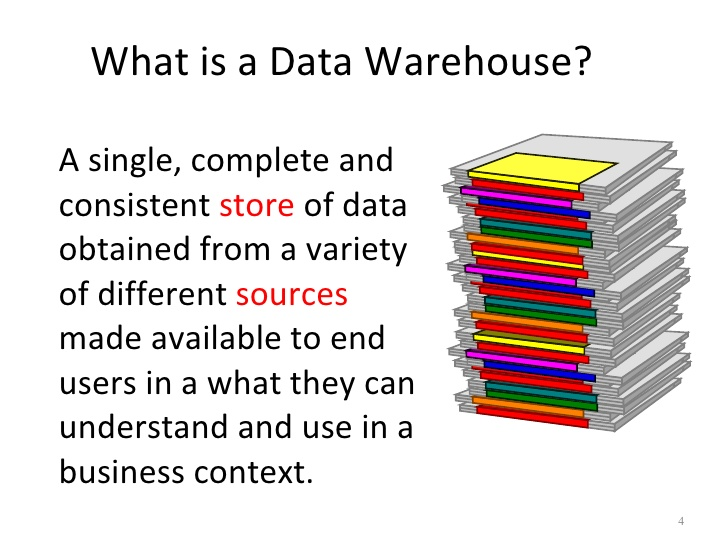 What is a Data Warehouse?
A single, complete and
consistent store of data
obtained from a variety
of different sources
made available to end
users in a what they can
understand and use in a
business context.
4